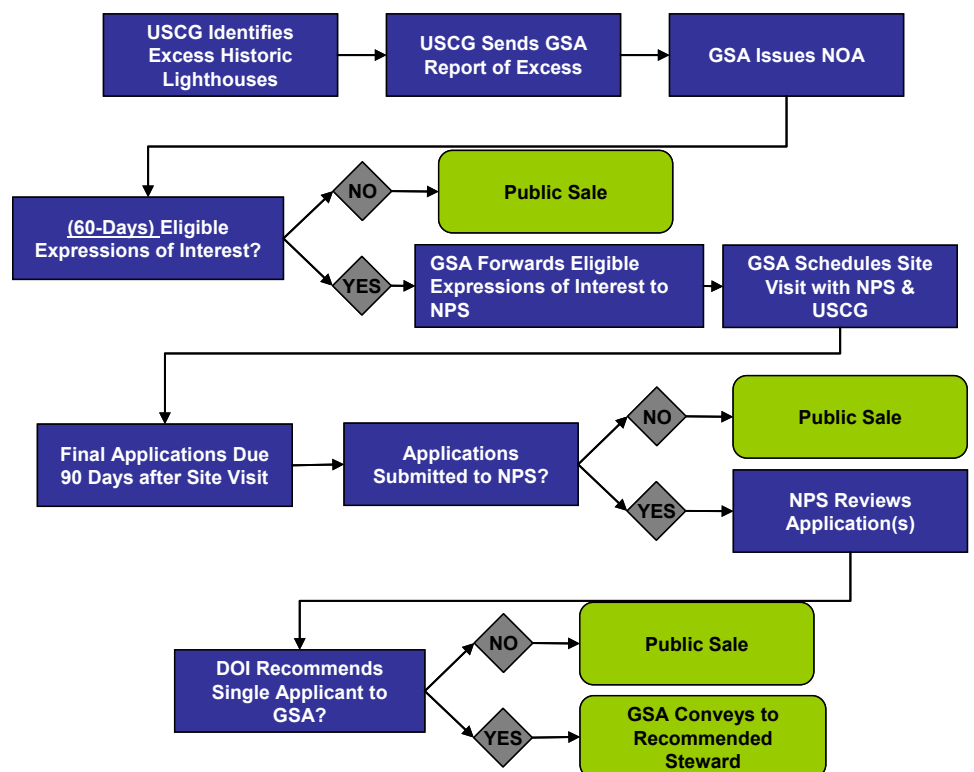 USCG Identifies
Excess Historic
Lighthouses
USCG Sends GSA
Report of Excess
GSA Issues NOA
(60-Days) Eligible
Expressions of Interest?
NO
Public Sale
YES
GSA Forwards Eligible
Expressions of Interest to
NPS
GSA Schedules Site
Visit with NPS &
USCG
Final Applications Due
90 Days after Site Visit
Applications
Submitted to NPS?
NO
Public Sale
YES
NPS Reviews
Application(s)
DOI Recommends
Single Applicant to
GSA?
NO
Public Sale
YES
GSA Conveys to
Recommended
Steward